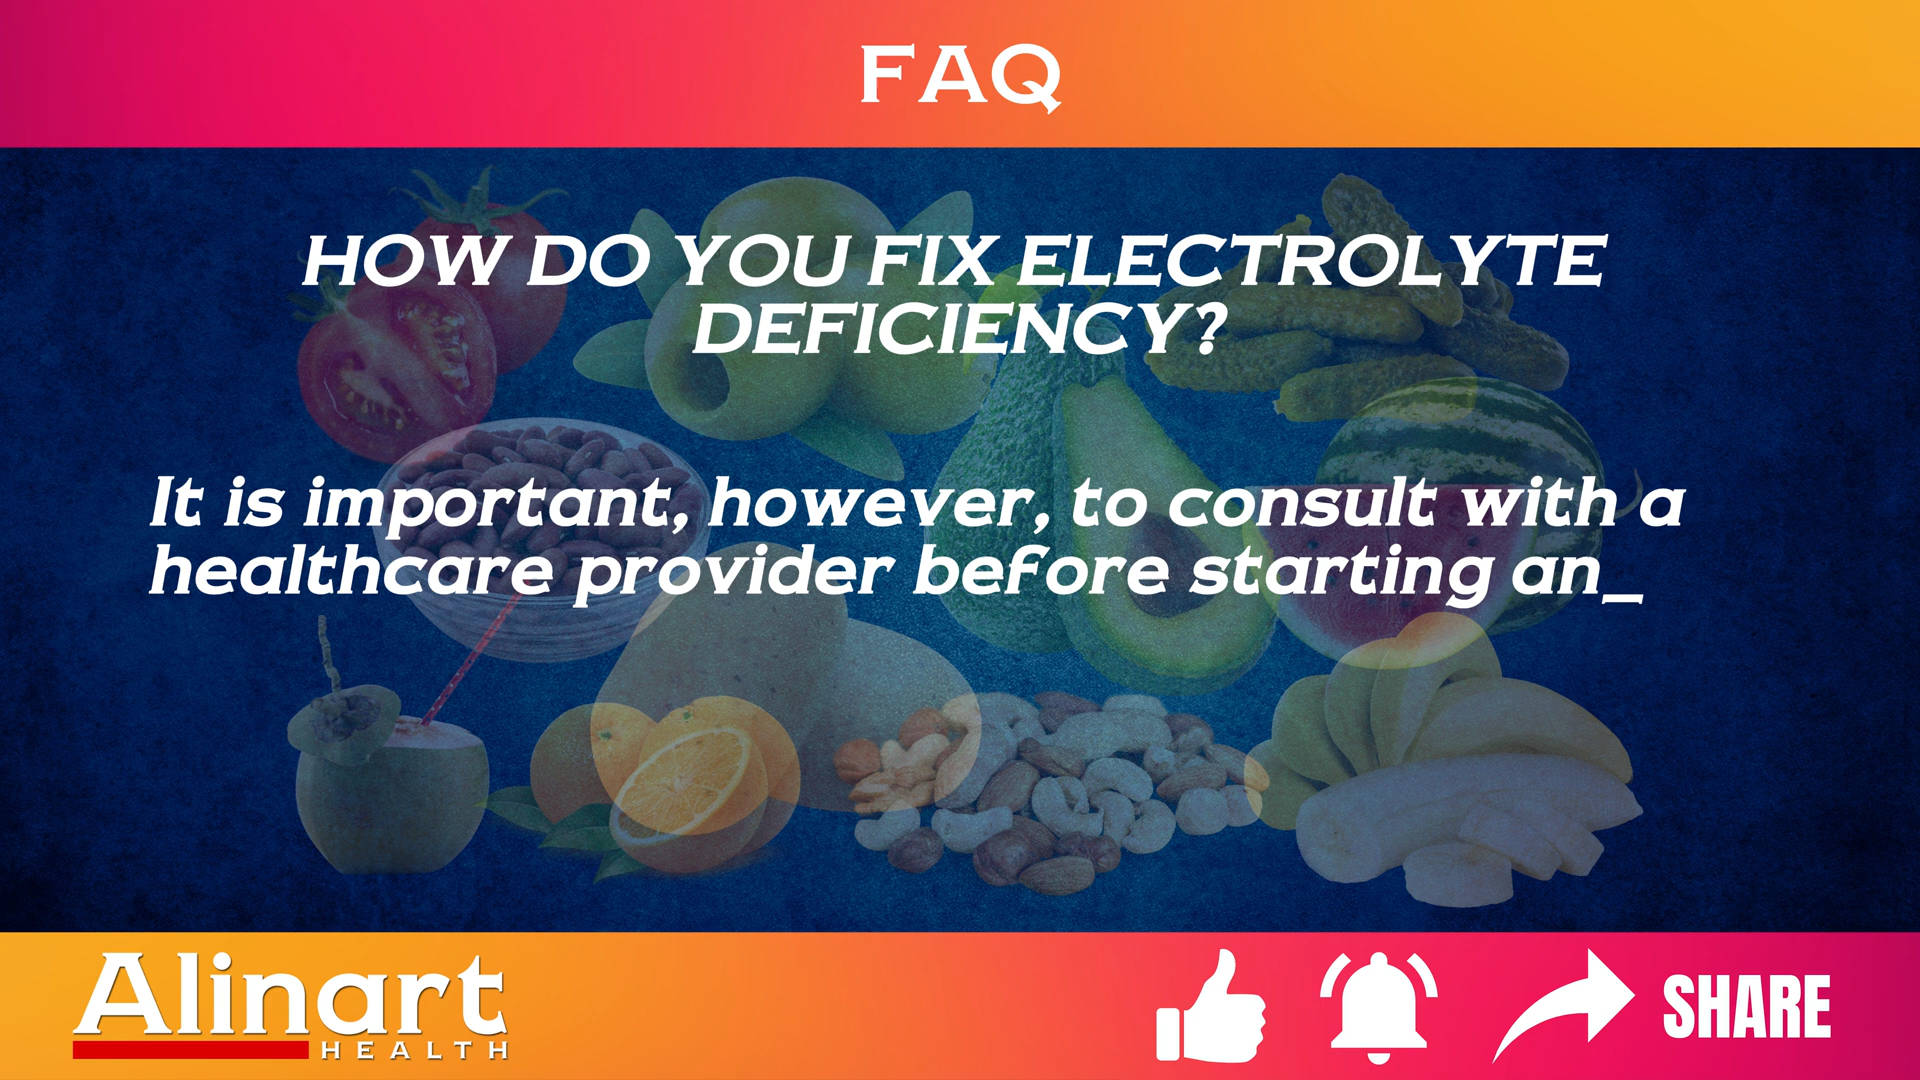 FAQ
HOW DO YOU FIX ELECTROLYTE
DEFICIENCY?
It is important, however, to consult with a
healthcare provider before starting an_
Alinart
HEALTH
SHARE